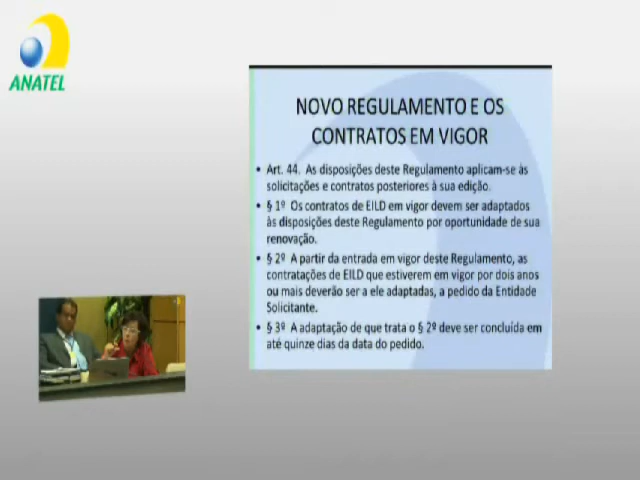 ANATEL
NOVO REGULAMENTO E OS
CONTRATOS EM VIGOR
• Art. 44. As disposições deste Regulamento aplicam-se às
solicitações e contratos posteriores à sua edição.
• § 1º Os contratos de EILD em vigor devem ser adaptados
às disposições deste Regulamento por oportunidade de sua
renovação.
• § 2º A partir da entrada em vigor deste Regulamento, as
contratações de EILD que estiverem em vigor por dois anos
ou mais deverão ser a ele adaptadas, a pedido da Entidade
Solicitante.
• § 3º A adaptação de que trata o § 2º deve ser concluída em
até quinze dias da data do pedido.